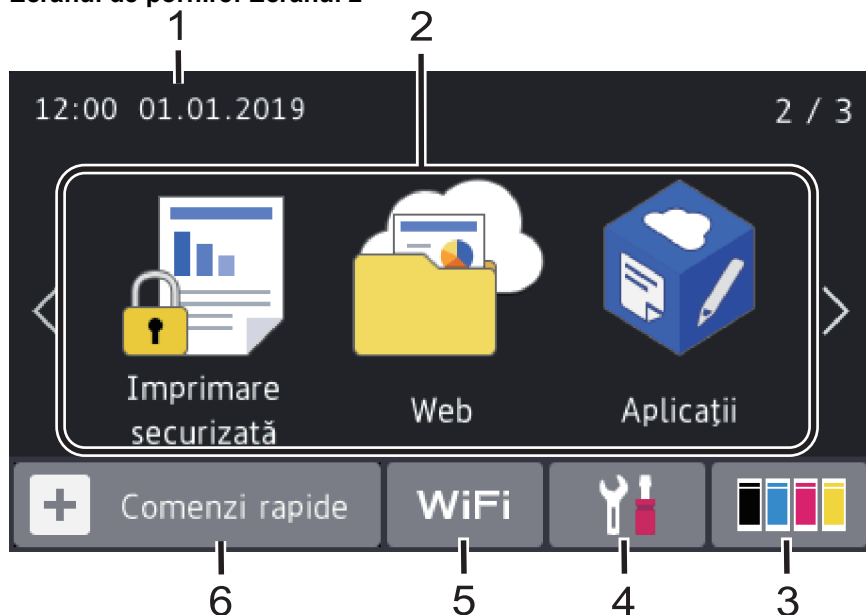 Ecranul de pornire: Ecranul 2
1 2
12:00 01.01.2019 2 / 3
Imprimare
securizată
Web
Aplicații
Comenzi rapide WiFi
6 5 4 3